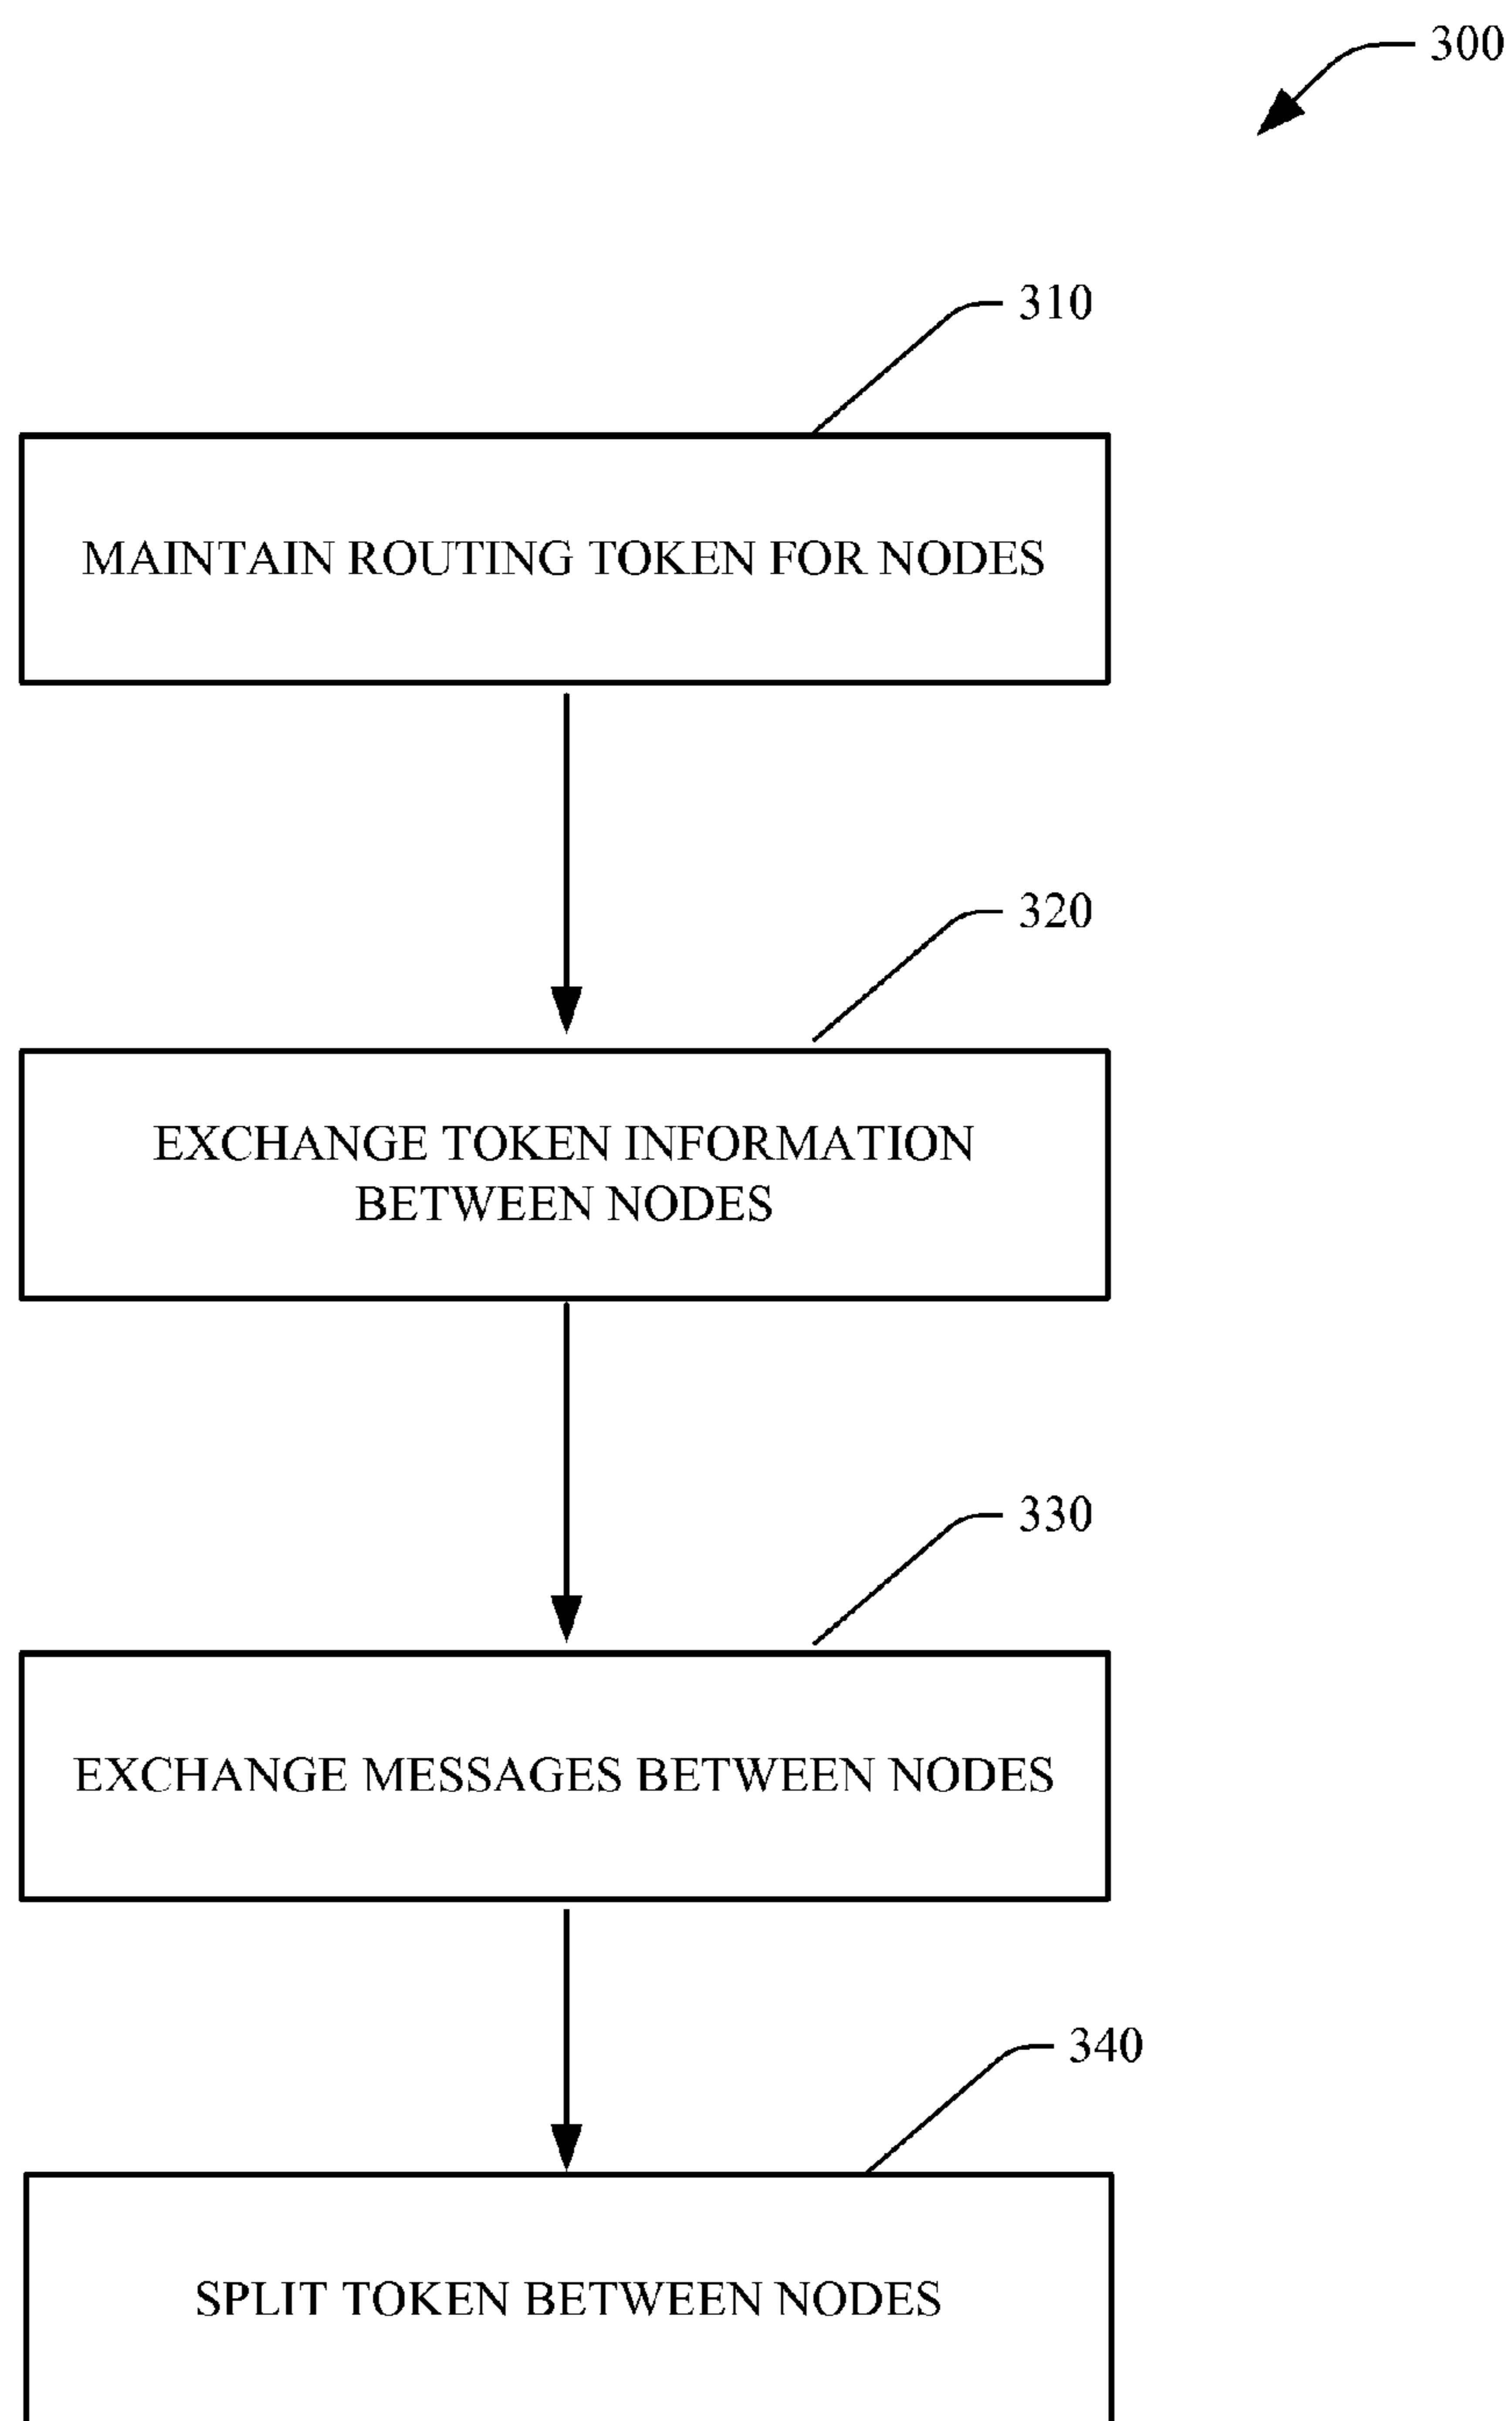 300
310
MAINTAIN ROUTING TOKEN FOR NODES
320
EXCHANGE TOKEN INFORMATION
BETWEEN NODES
330
EXCHANGE MESSAGES BETWEEN NODES
340
SPLIT TOKEN BETWEEN NODES